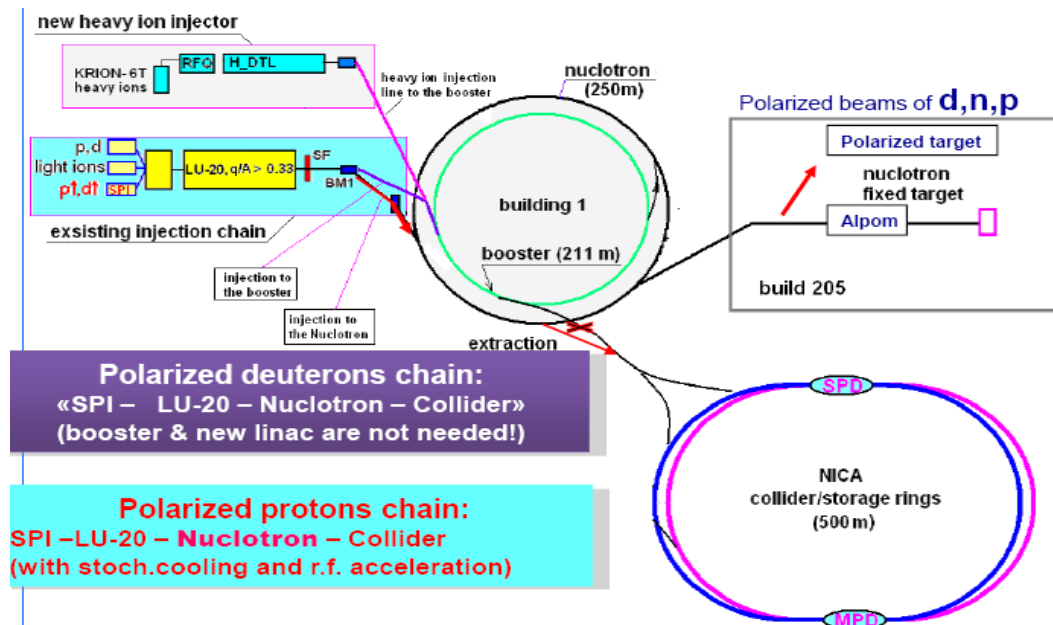 new heavy ion injector
KRION- 6T
heavy ions
RFQ
H_DTL
heavy ion injection
line to the booster
nuclotron
(250m)
Polarized beams of d,n,p
Polarized target
nuclotron
fixed target
Alpom
build 205
p,d
light ions
p↑,d↑
SPI
LU-20, q/A > 0.33
SF
BM1
exsisting injection chain
injection to
the booster
injection to
the Nuclotron
building 1
booster (211 m)
extraction
Polarized deuterons chain:
«SPI – LU-20 – Nuclotron – Collider»
(booster & new linac are not needed!)
Polarized protons chain:
SPI –LU-20 – Nuclotron – Collider
(with stoch.cooling and r.f. acceleration)
SPD
NICA
collider/storage rings
(500 m)
MPD